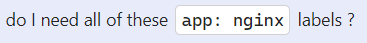 do I need all of these app: nginx labels ?